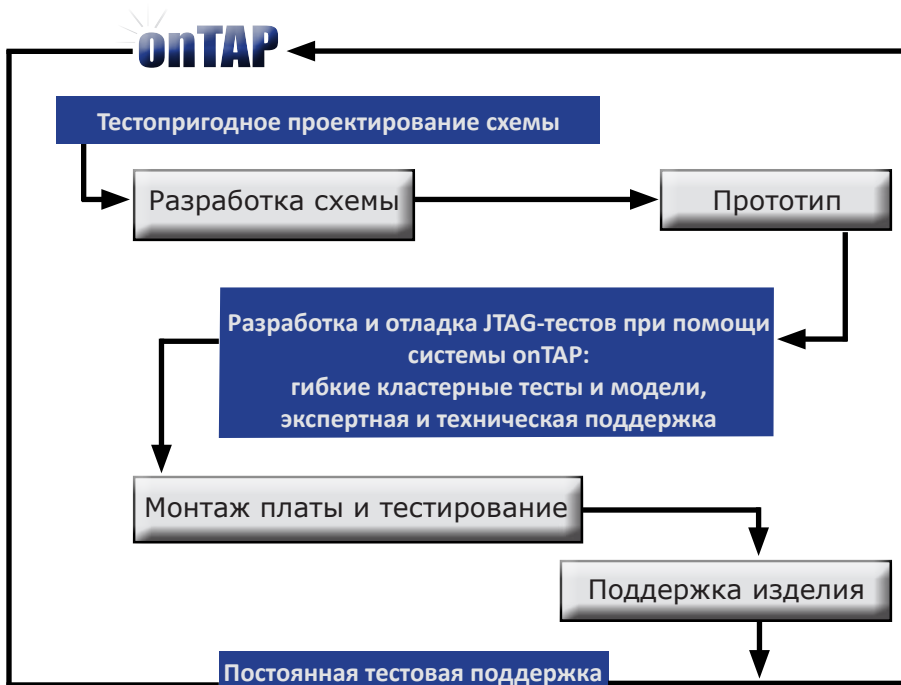 onTAP
Тестопригодное проектирование схемы
Разработка схемы
Прототип
Разработка и отладка JTAG-тестов при помощи
системы onTAP:
гибкие кластерные тесты и модели,
экспертная и техническая поддержка
Монтаж платы и тестирование
Поддержка изделия
Постоянная тестовая поддержка